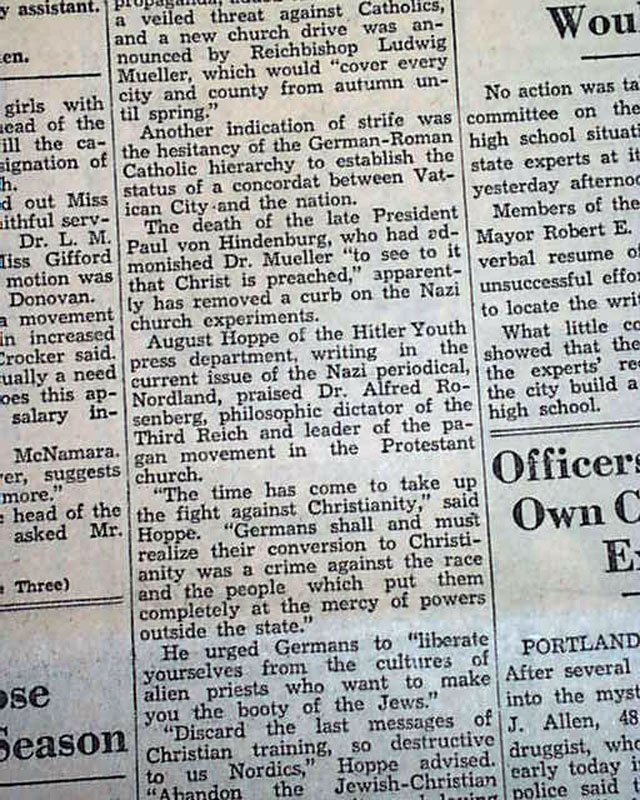 y assistant.
en.
girls with
ead of the
ill the ca-
signation of
h.
d out Miss
ithful serv-
Dr. L. M.
Miss Gifford
motion was
Donovan.
a movement
in increased
Crocker said.
ually a need
oes this ap-
salary in-
McNamara.
er, suggests
more."
head of the
asked Mr.
Three)
ose
Season
a veiled threat against Catholics,
and a new church drive was an-
nounced by Reichbishop Ludwig
Mueller, which would "cover every
city and county from autumn un-
til spring."
Another indication of strife was
the hesitancy of the German-Roman
Catholic hierarchy to establish the
status of a concordat between Vat-
ican City and the nation.
The death of the late President
Paul von Hindenburg, who had ad-
monished Dr. Mueller "to see to it
that Christ is preached," apparent-
ly has removed a curb on the Nazi
church experiments.
August Hoppe of the Hitler Youth
press department, writing in the
current issue of the Nazi periodical,
Nordland, praised Dr. Alfred Ro-
senberg, philosophic dictator of the
Third Reich and leader of the pa-
gan movement in the Protestant
church.
"The time has come to take up
the fight against Christianity," said
Hoppe. "Germans shall and must
realize their conversion to Christi-
anity was a crime against the race
and the people which put them
completely at the mercy of powers
outside the state."
He urged Germans to "liberate
yourselves from the cultures of
alien priests who want to make
you the booty of the Jews."
"Discard the last messages of
Christian training, so destructive
to us Nordics," Hoppe advised.
"Abandon the Jewish-Christian
Wou
No action was ta
committee on the
high school situat
state experts at it
yesterday afternoo
Members of the
Mayor Robert E.
verbal resume of
unsuccessful effor
to locate the writ
What little co
showed that the
the experts' re
the city build a
high school.
Officers
Own C
E
PORTLAND
After several
into the myst
J. Allen, 48
druggist, who
early today i
police said